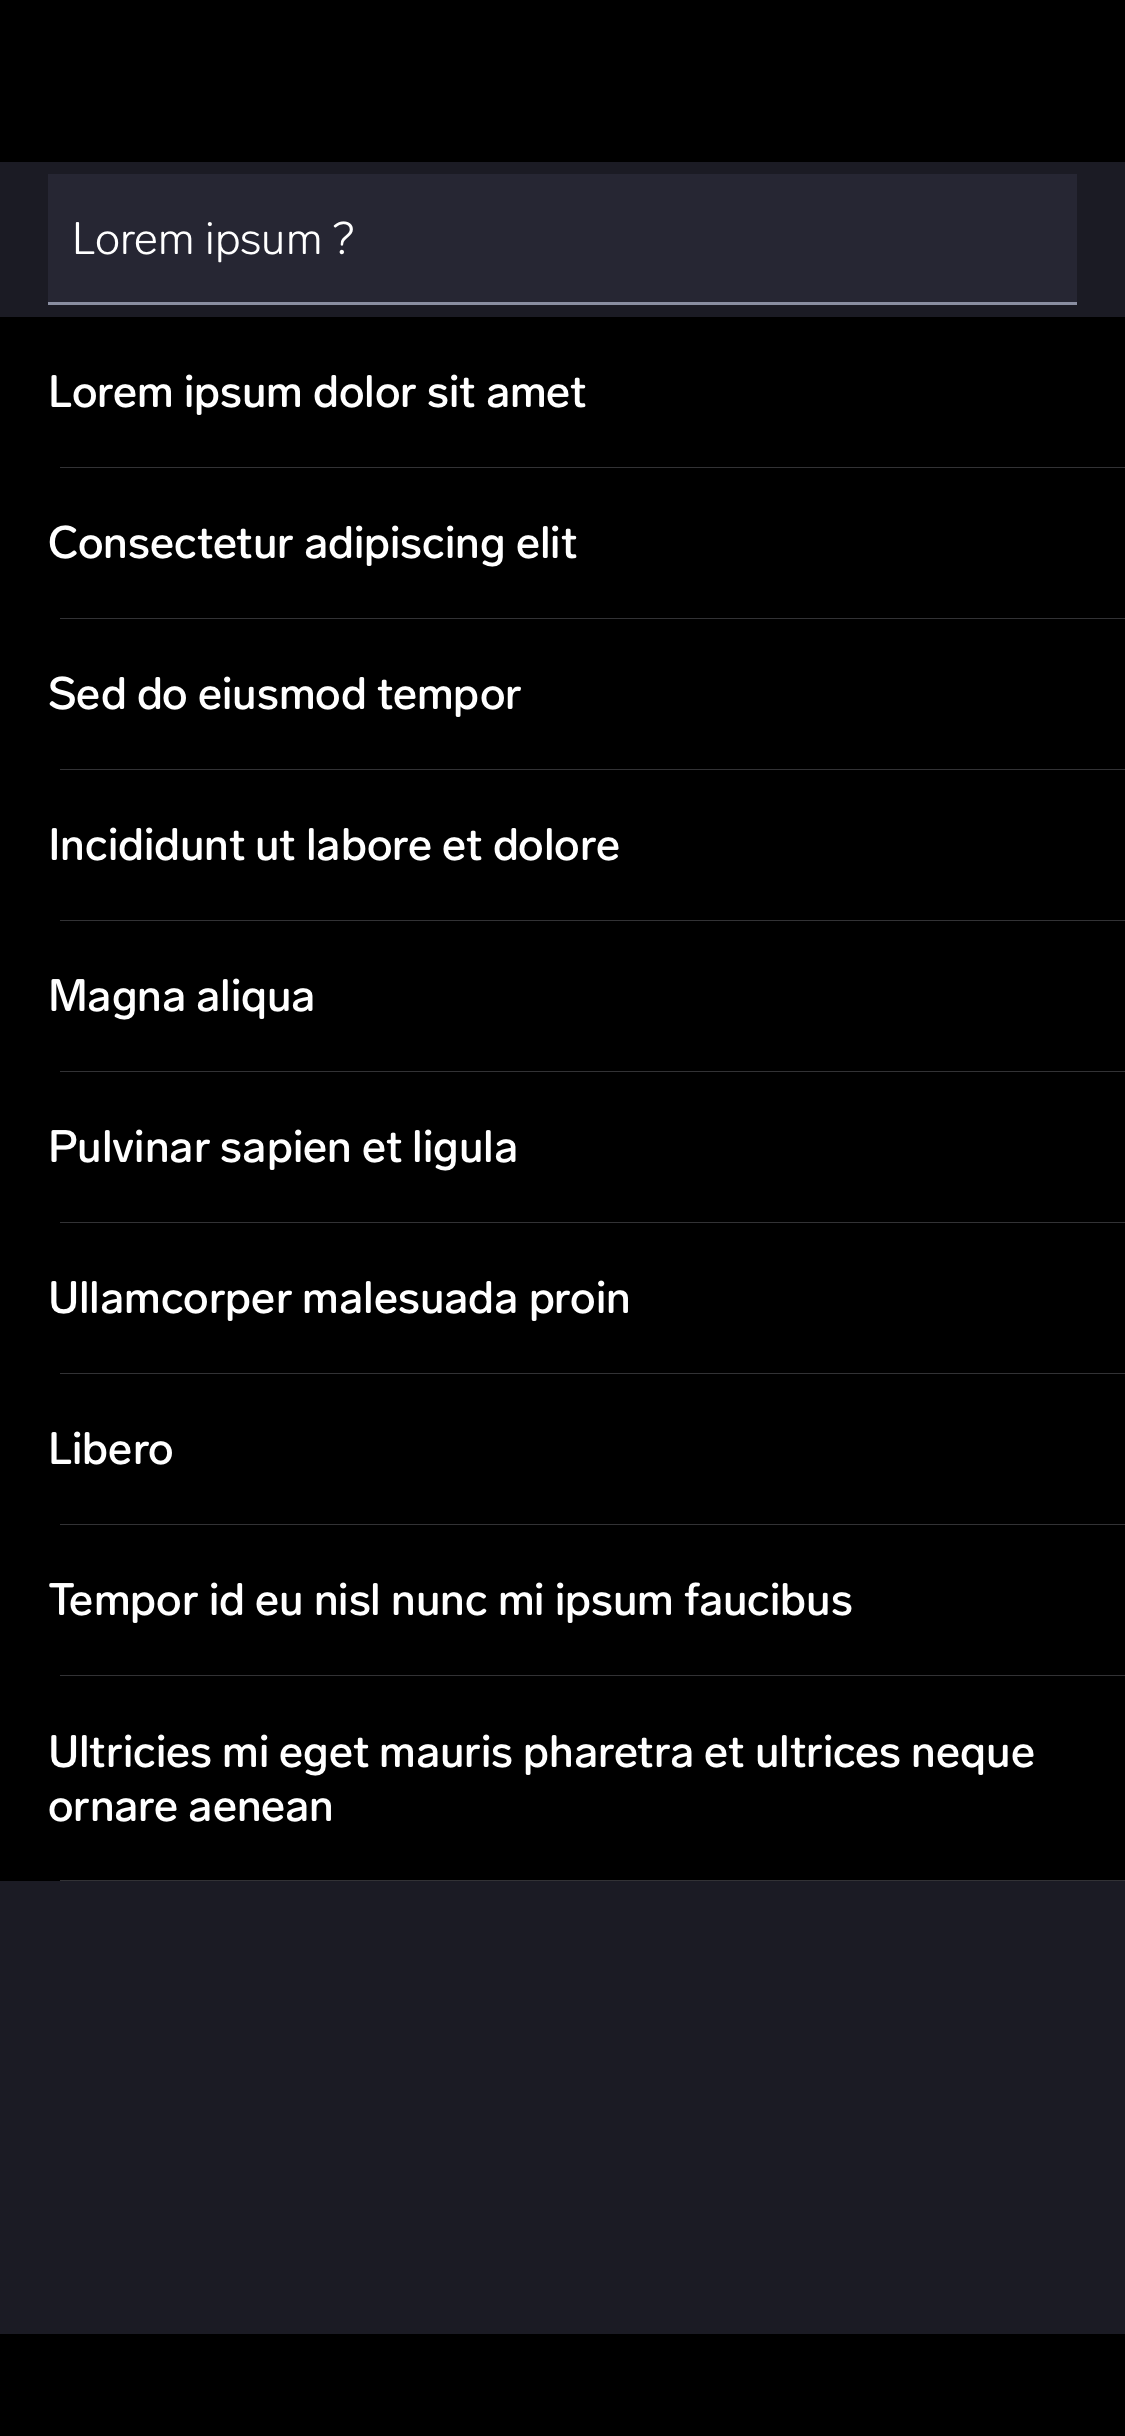 Lorem ipsum ?
Lorem ipsum dolor sit amet
Consectetur adipiscing elit
Sed do eiusmod tempor
Incididunt ut labore et dolore
Magna aliqua
Pulvinar sapien et ligula
Ullamcorper malesuada proin
Libero
Tempor id eu nisl nunc mi ipsum faucibus
Ultricies mi eget mauris pharetra et ultrices neque
ornare aenean